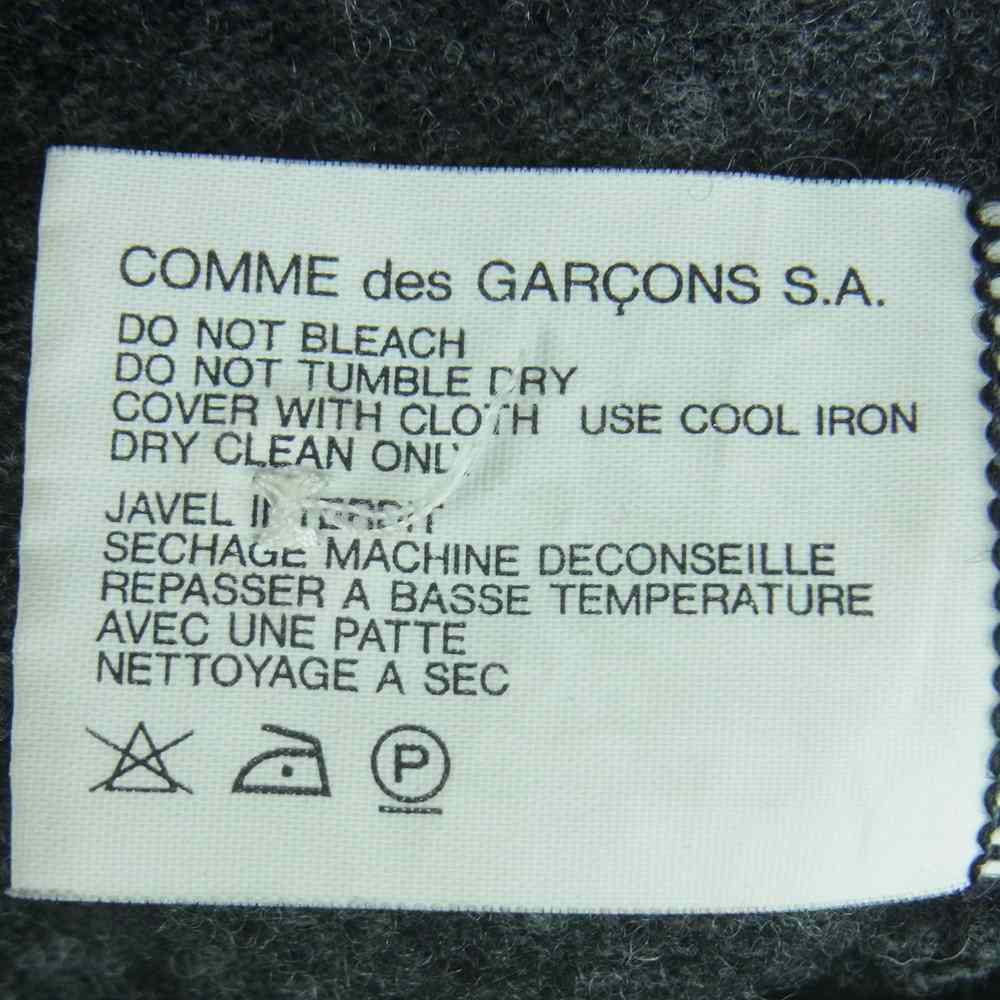 COMME des GARÇONS S.A.
DO NOT BLEACH
DO NOT TUMBLE DRY
COVER WITH CLOTH USE COOL IRON
DRY CLEAN ONLY
JAVEL INTERDIT
SECHAGE MACHINE DECONSEILLE
REPASSER A BASSE TEMPERATURE
AVEC UNE PATTE
NETTOYAGE A SEC
P